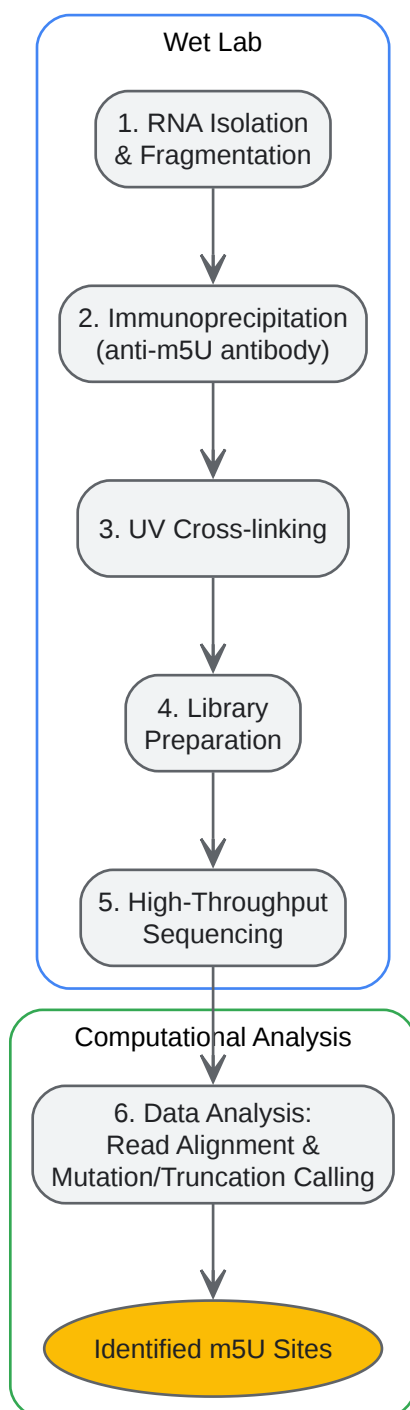 Wet Lab
1. RNA Isolation
& Fragmentation
2. Immunoprecipitation
(anti-m5U antibody)
3. UV Cross-linking
4. Library
Preparation
5. High-Throughput
Sequencing
Computational Analysis
6. Data Analysis:
Read Alignment &
Mutation/Truncation Calling
Identified m5U Sites